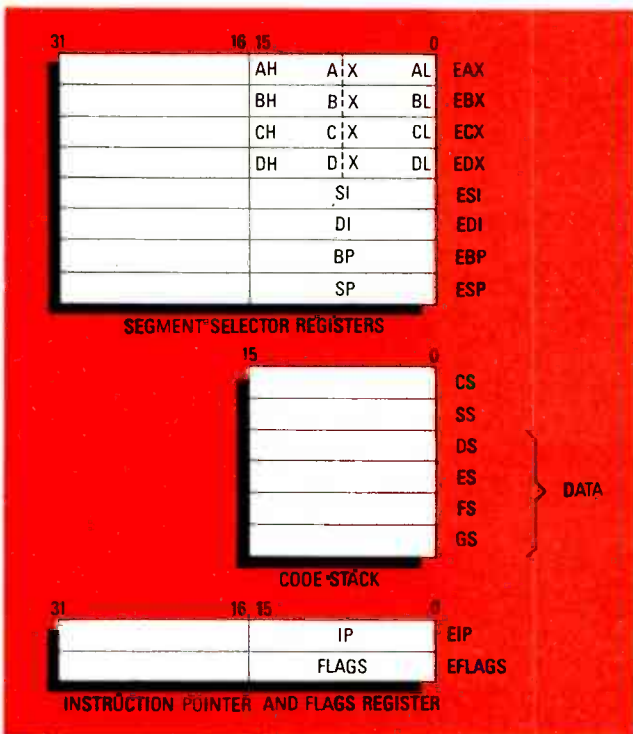 31 16 15 0
AH A X AL EAX
BH B X BL EBX
CH C X CL ECX
DH D X DL EDX
SI ESI
DI EDI
BP EBP
SP ESP
SEGMENT SELECTOR REGISTERS
15 0
CS
SS
DS
ES
FS
GS
DATA
CODE STACK
31 16 15 0
IP EIP
FLAGS EFLAGS
INSTRUCTION POINTER AND FLAGS REGISTER